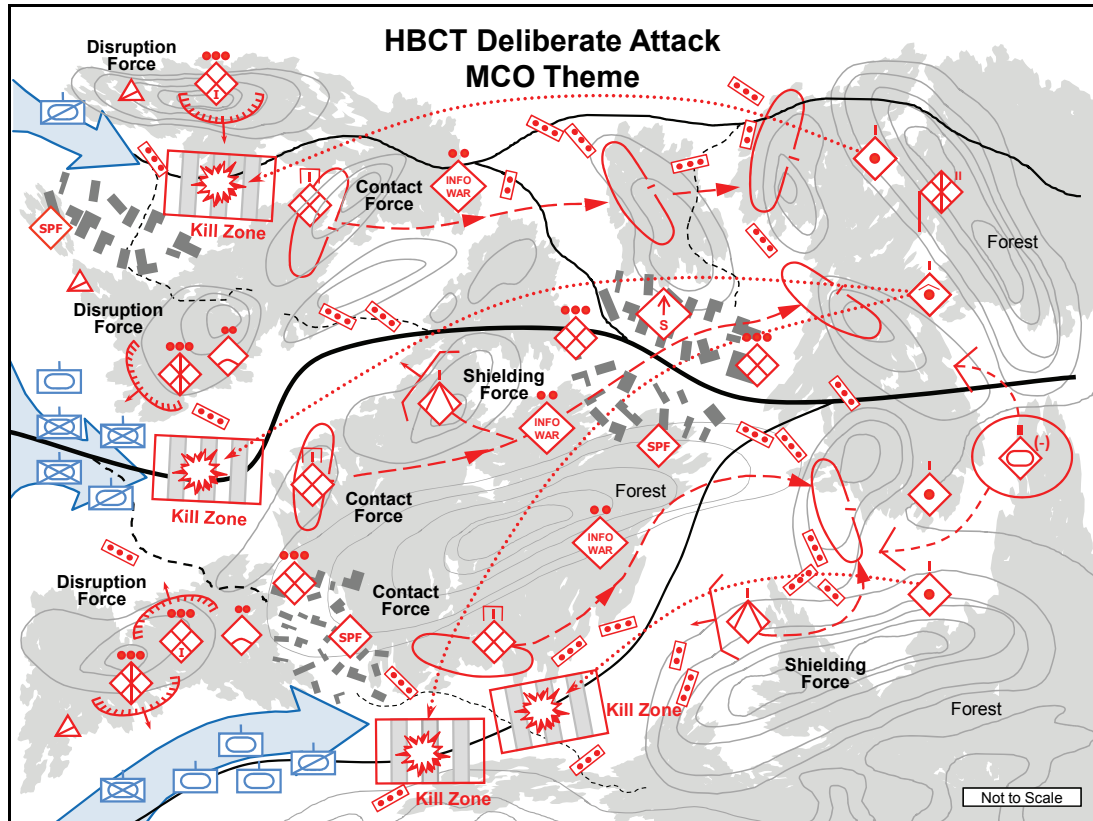 HBCT Deliberate Attack
MCO Theme
Disruption
Force
I
Kill Zone
SPF
Contact
Force
INFO
WAR
II
Forest
Disruption
Force
S
Shielding
Force
INFO
WAR
SPF
(-)
Kill Zone
Contact
Force
Forest
INFO
WAR
Disruption
Force
I
Contact
Force
SPF
Shielding
Force
Kill Zone
Forest
Kill Zone
Not to Scale